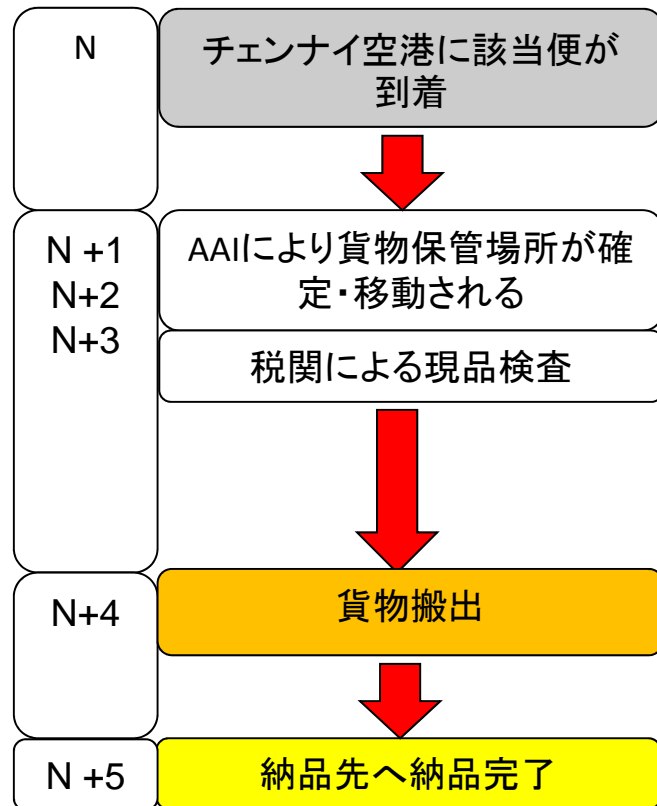 N
チェンナイ空港に該当便が
到着
N +1
N+2
N+3
AAIにより貨物保管場所が確
定・移動される
税関による現品検査
N+4
貨物搬出
N +5
納品先へ納品完了